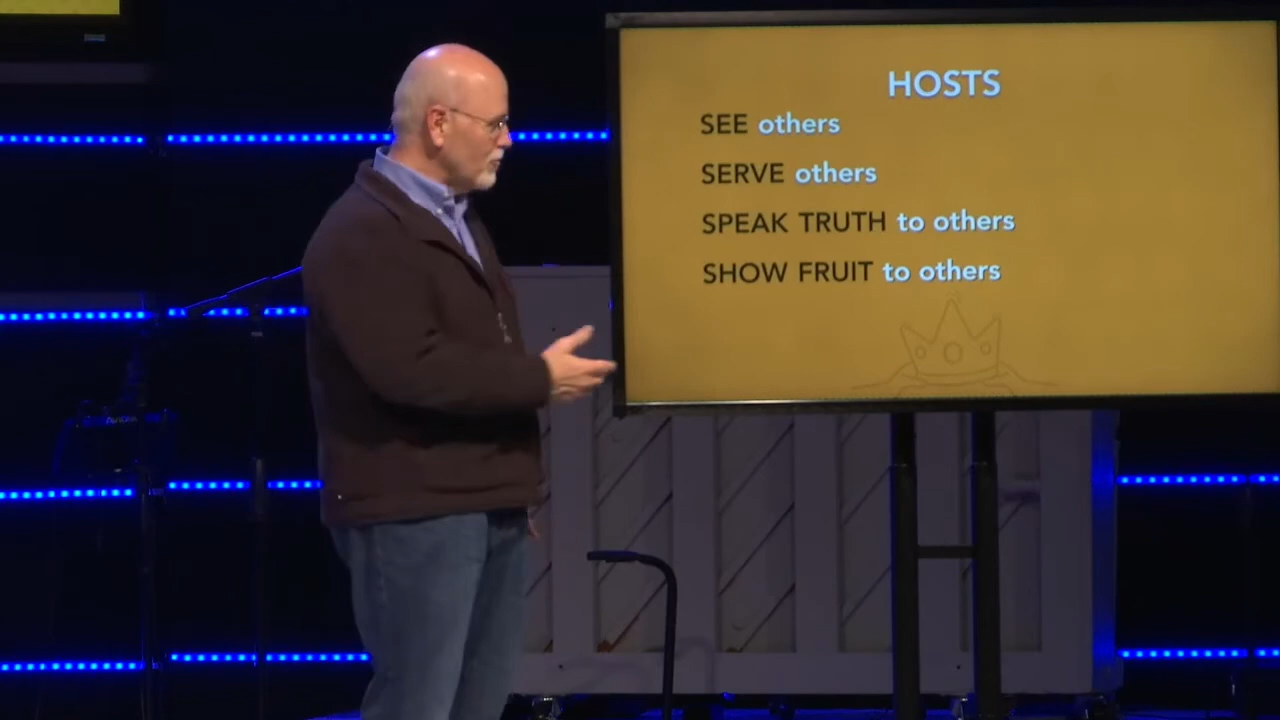 HOSTS
SEE others
SERVE others
SPEAK TRUTH to others
SHOW FRUIT to others